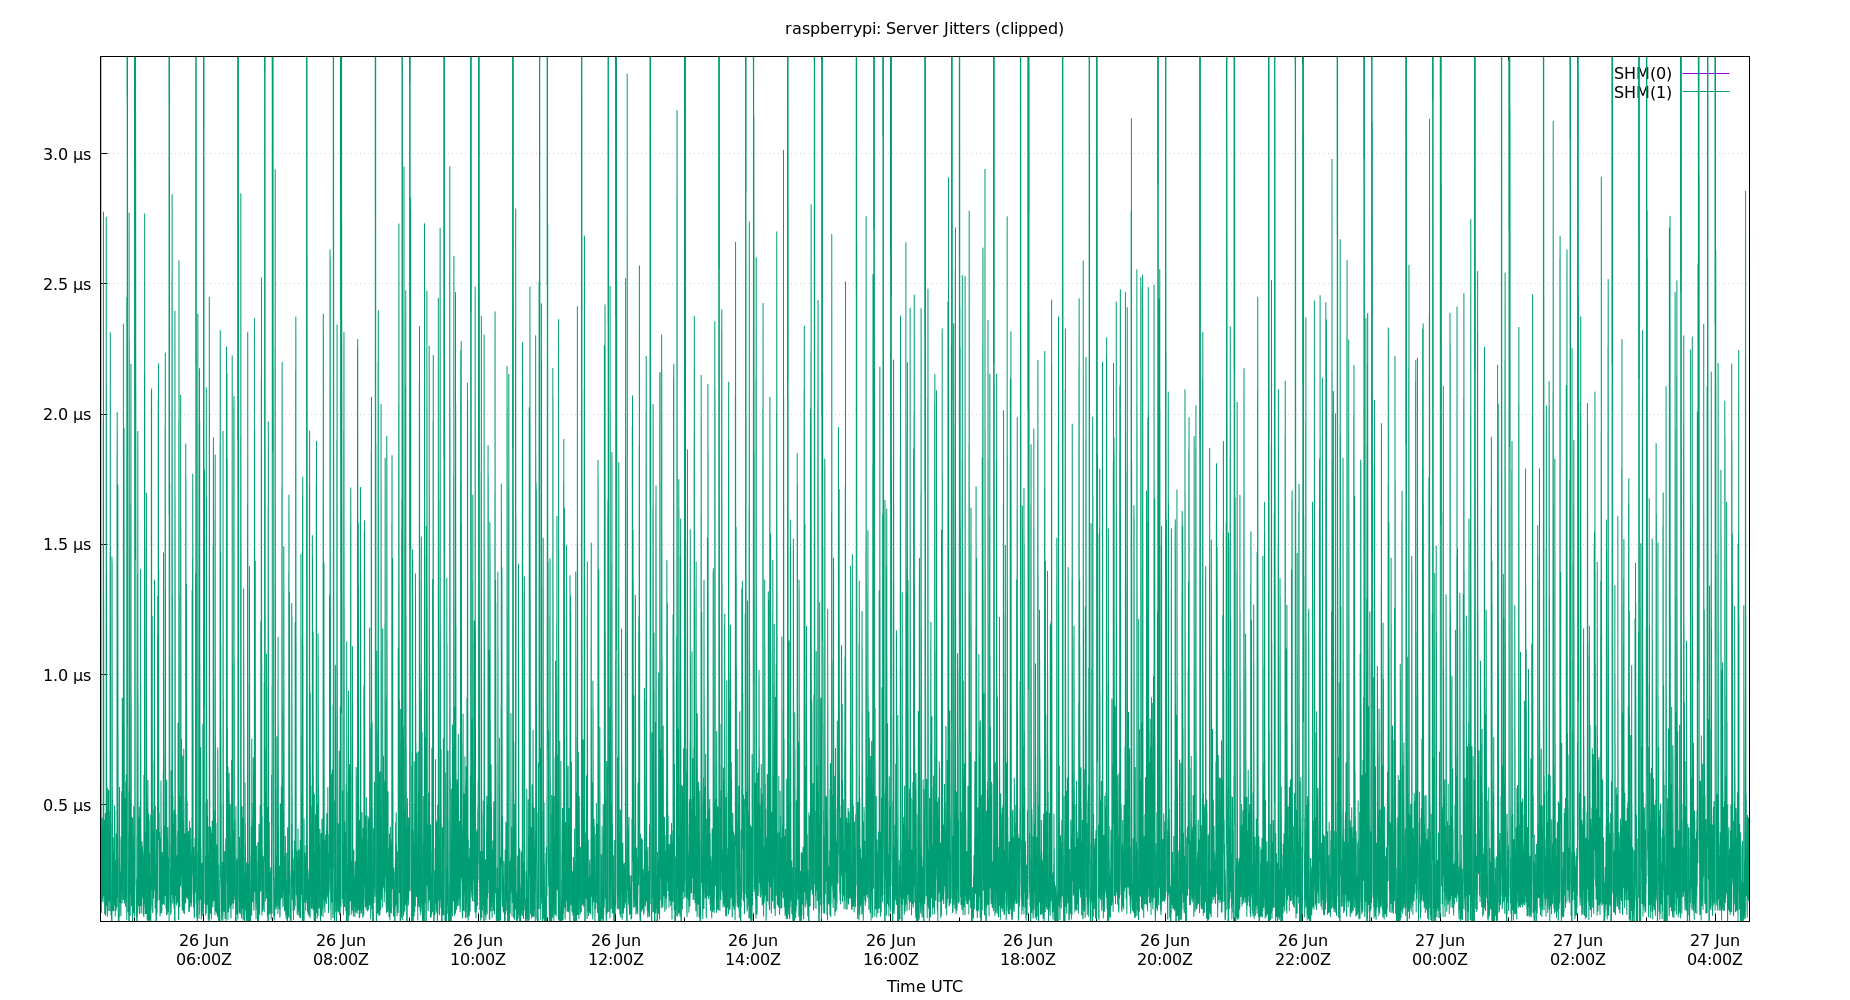 raspberrypi: Server Jitters (clipped)
SHM(0)
SHM(1)
3.0 µs
2.5 µs
2.0 µs
1.5 µs
1.0 µs
0.5 µs
26 Jun 26 Jun 26 Jun 26 Jun 26 Jun 26 Jun 26 Jun 26 Jun 26 Jun 27 Jun 27 Jun 27 Jun
06:00Z 08:00Z 10:00Z 12:00Z 14:00Z 16:00Z 18:00Z 20:00Z 22:00Z 00:00Z 02:00Z 04:00Z
Time UTC